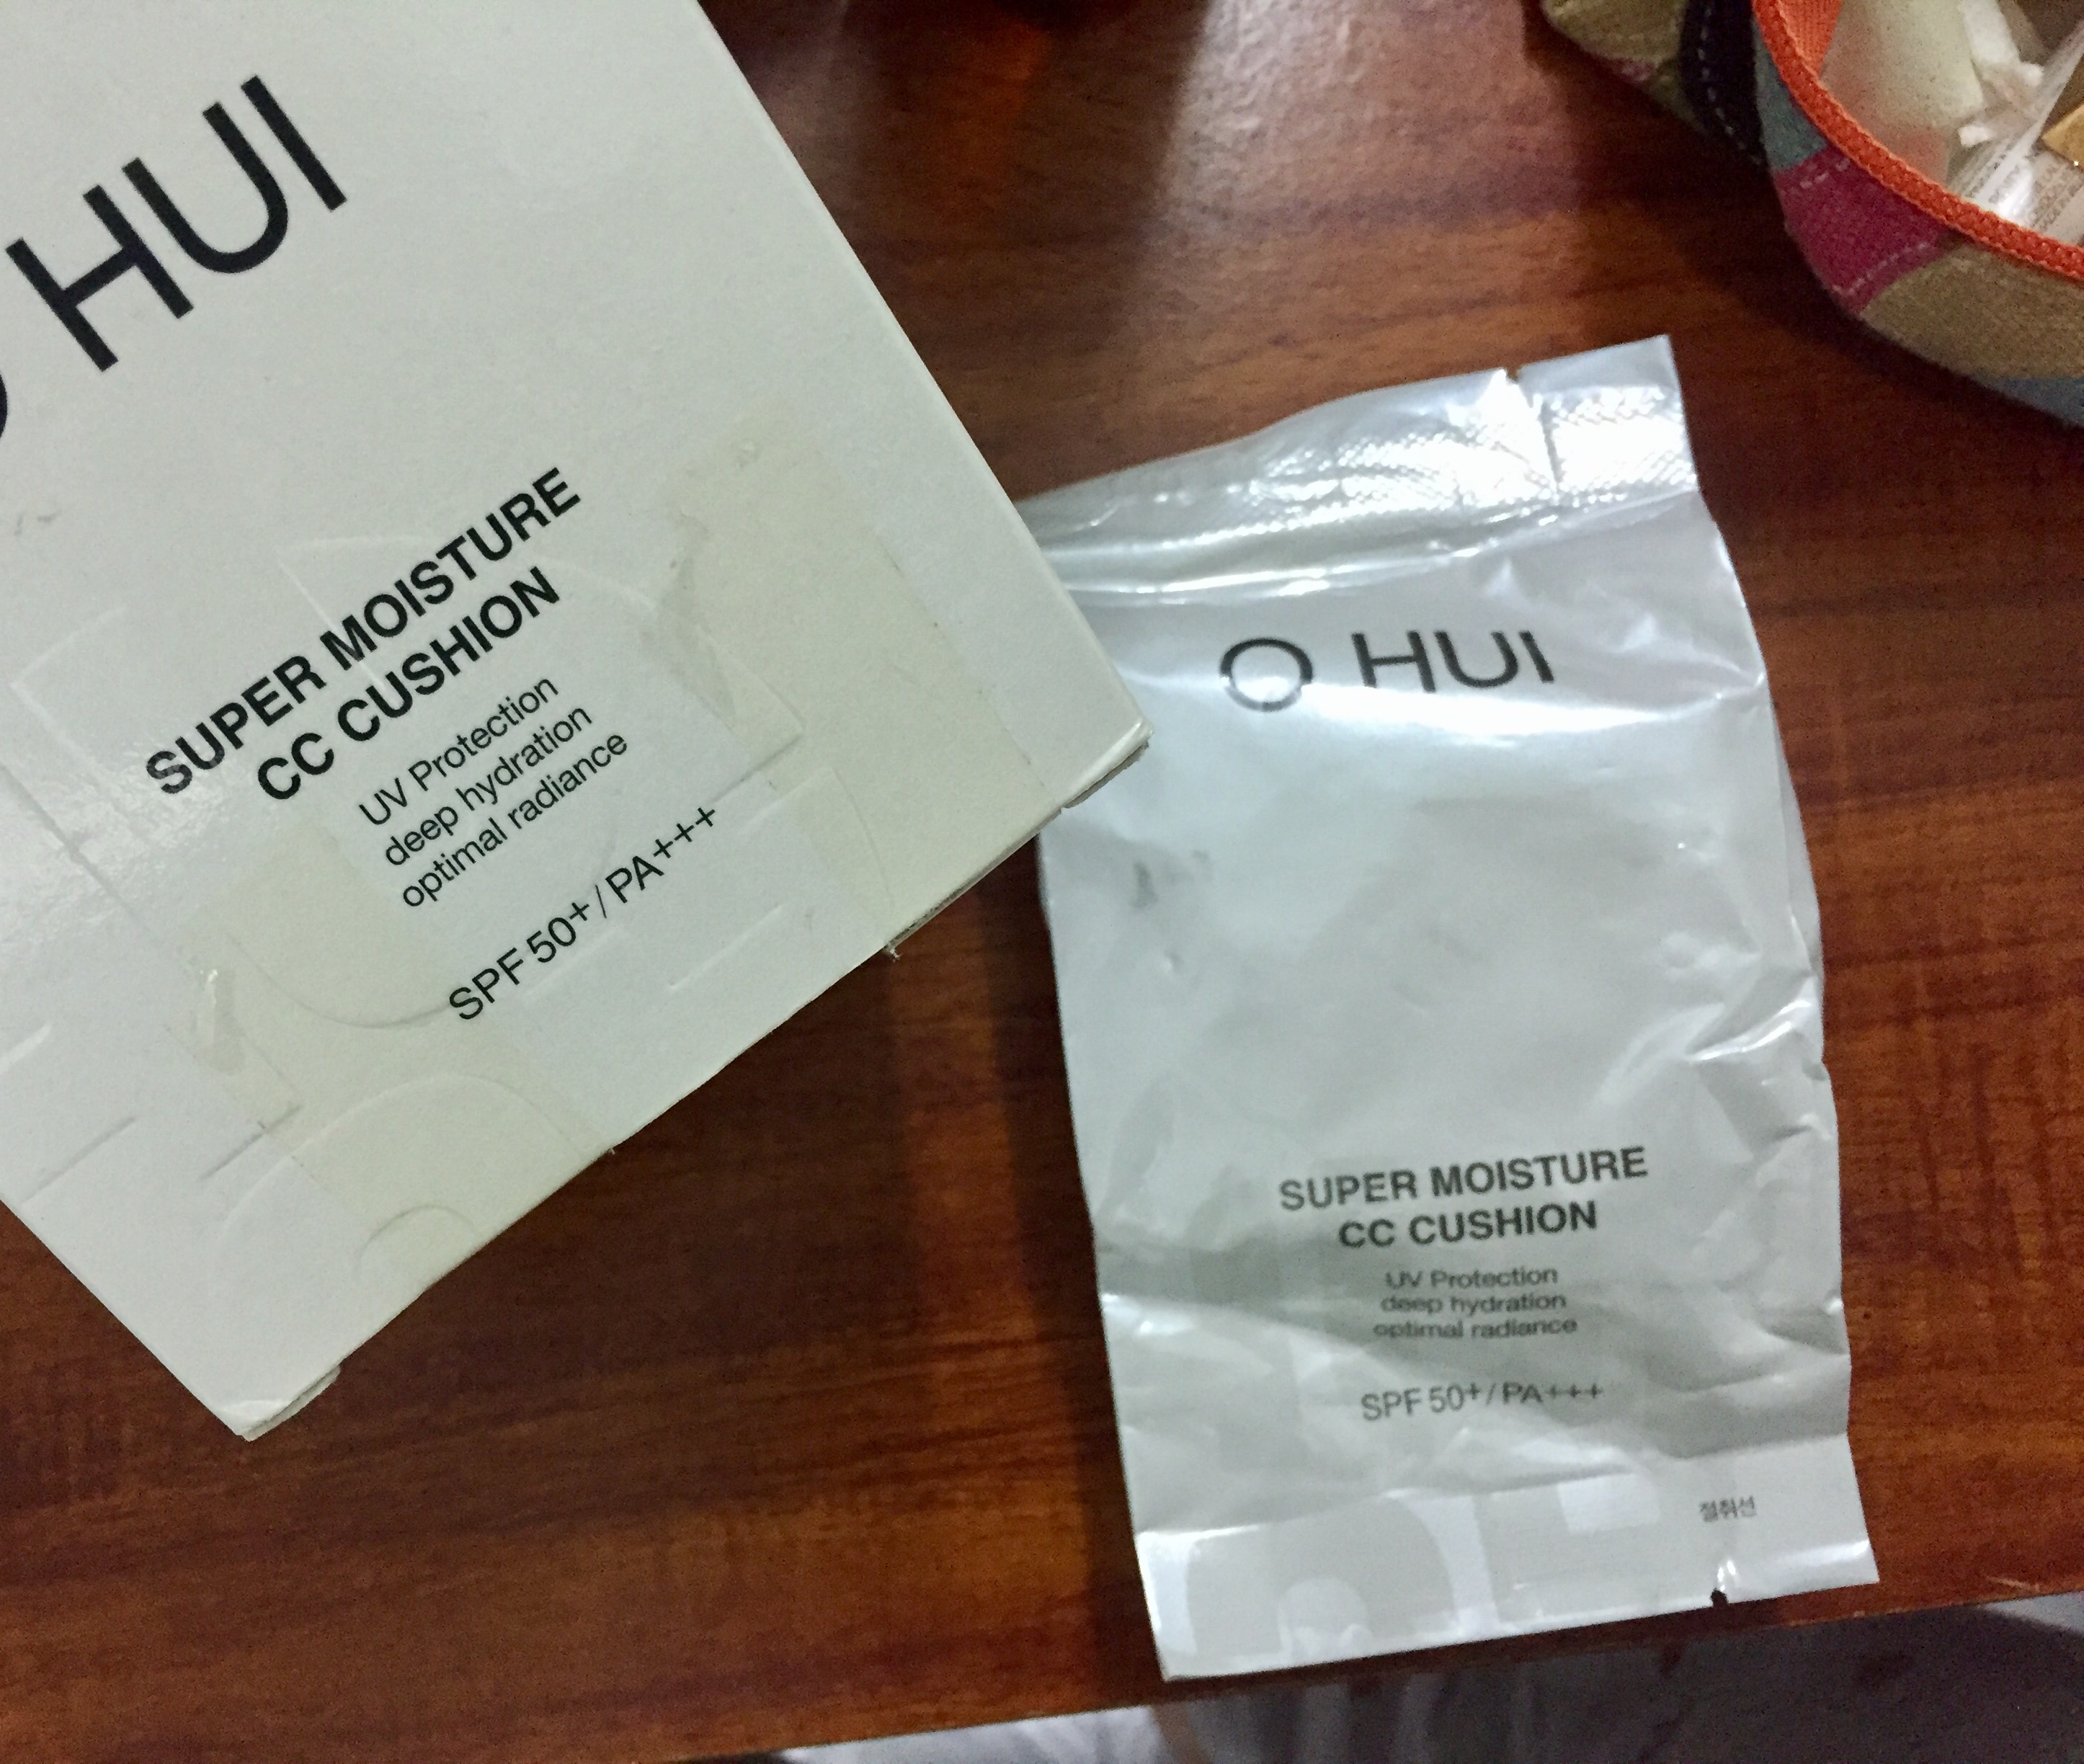 O HUI
SUPER MOISTURE
CC CUSHION
UV Protection
deep hydration
optimal radiance
SPF 50+/PA+++
O HUI
SUPER MOISTURE
CC CUSHION
UV Protection
deep hydration
optimal radiance
SPF 50+/PA+++
절취선